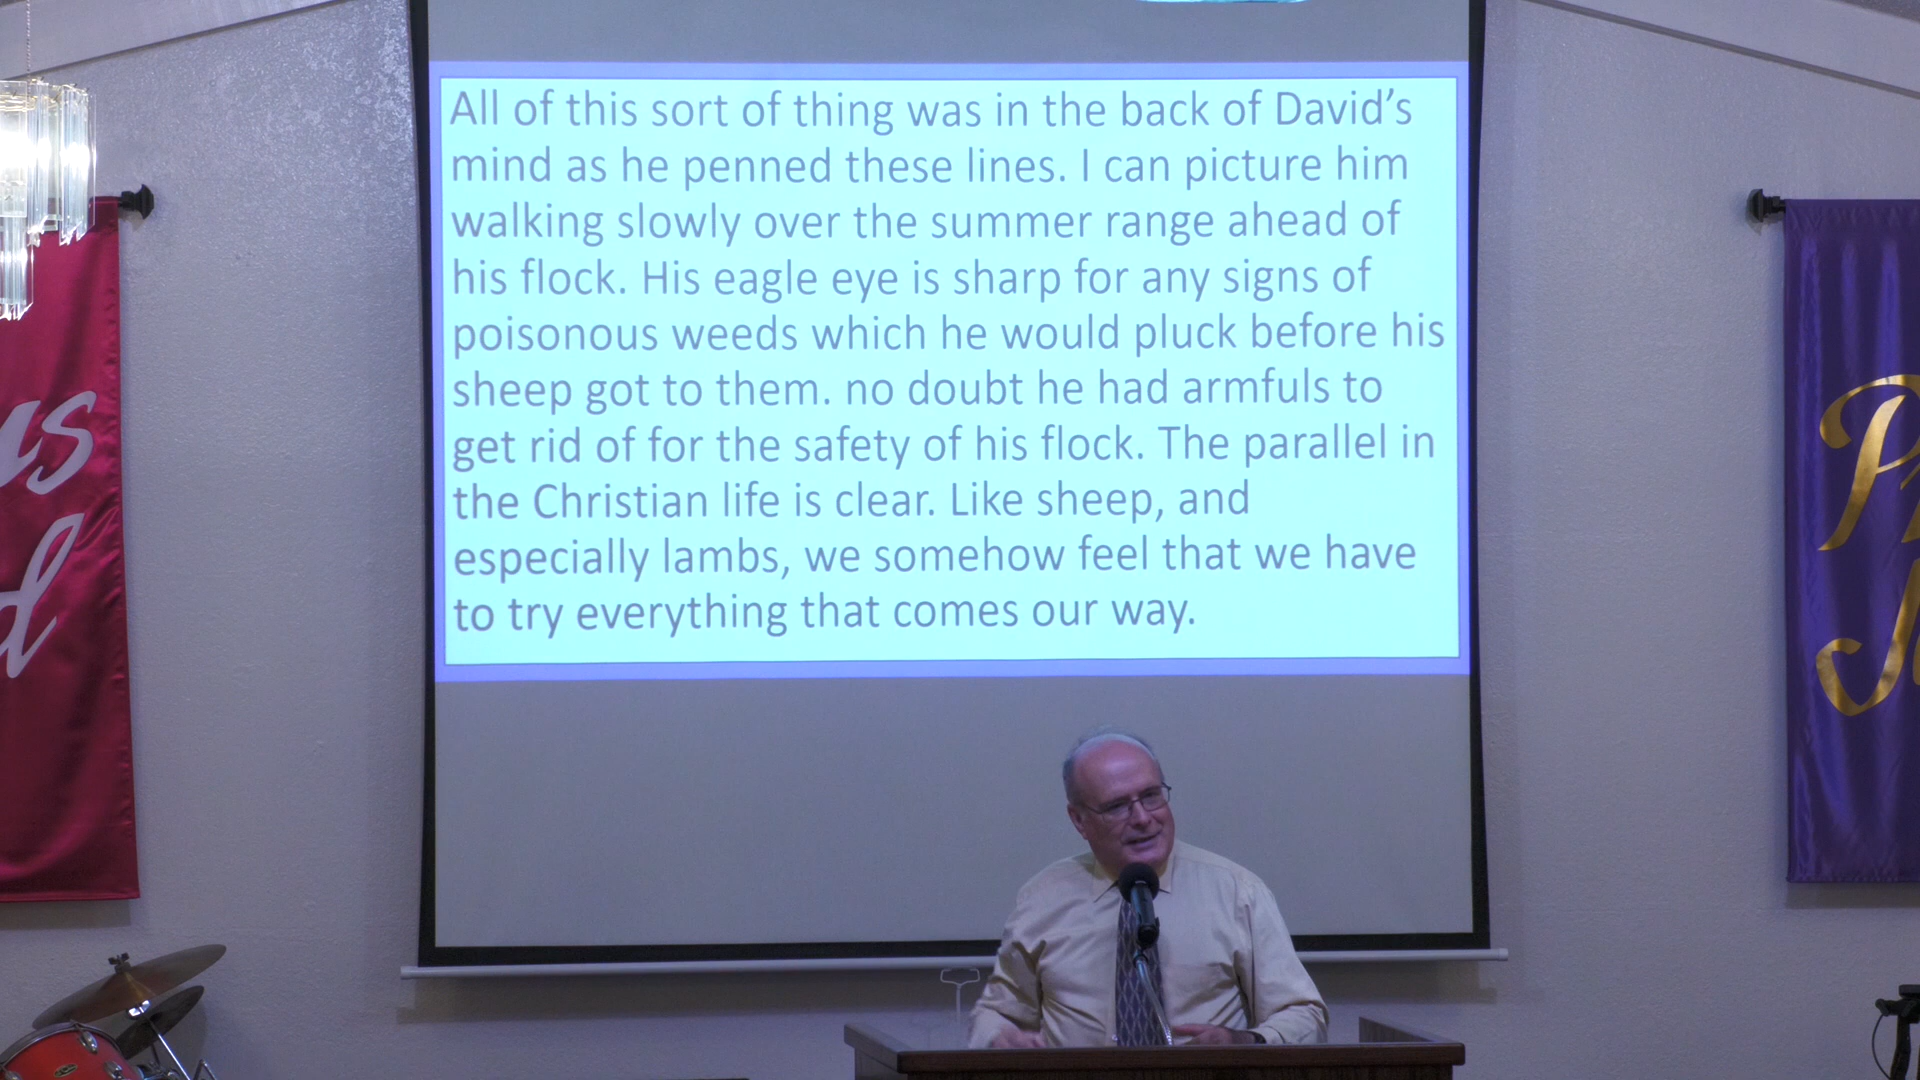 All of this sort of thing was in the back of David’s
mind as he penned these lines. I can picture him
walking slowly over the summer range ahead of
his flock. His eagle eye is sharp for any signs of
poisonous weeds which he would pluck before his
sheep got to them. no doubt he had armfuls to
get rid of for the safety of his flock. The parallel in
the Christian life is clear. Like sheep, and
especially lambs, we somehow feel that we have
to try everything that comes our way.
us
d